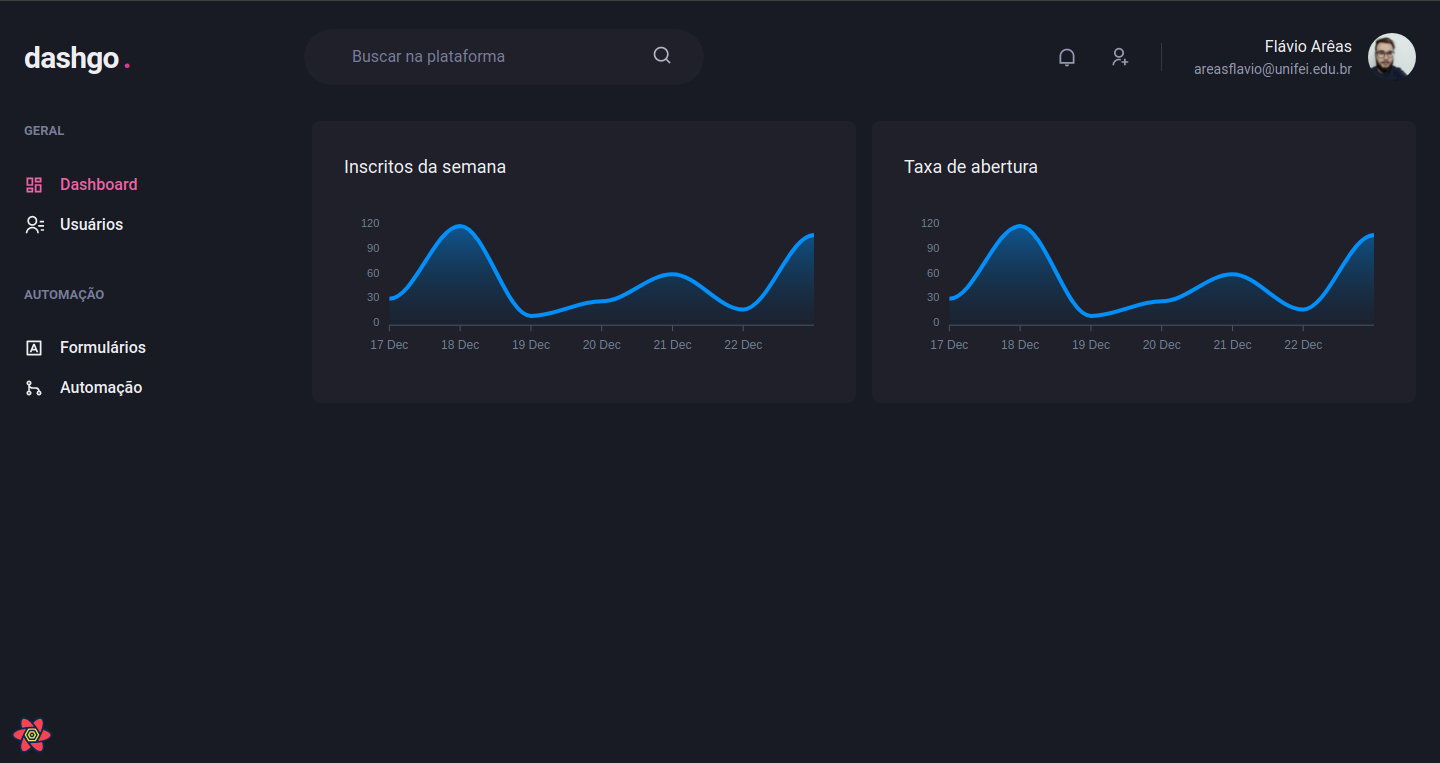 dashgo.
Buscar na plataforma
Flávio Arêas
areasflavio@unifei.edu.br
GERAL
Dashboard
Usuários
AUTOMAÇÃO
Formulários
Automação
Inscritos da semana
120
90
60
30
0
17 Dec 18 Dec 19 Dec 20 Dec 21 Dec 22 Dec
Taxa de abertura
120
90
60
30
0
17 Dec 18 Dec 19 Dec 20 Dec 21 Dec 22 Dec